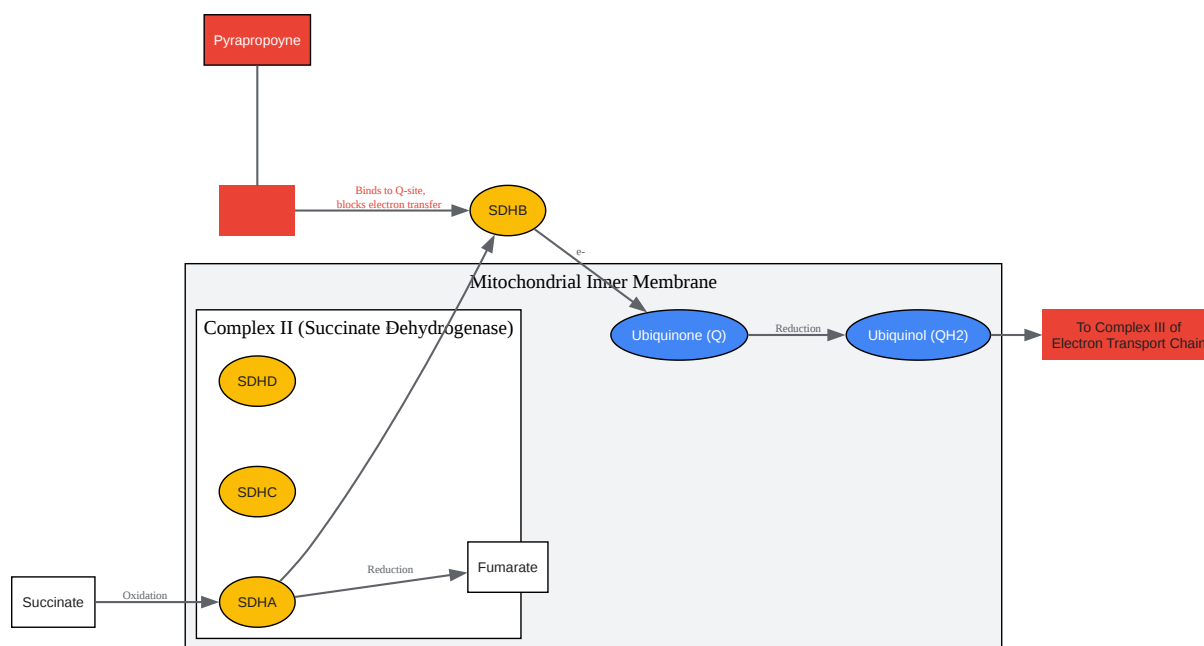 Pyrapropoyne
Binds to Q-site,
blocks electron transfer
SDHB
e-
Mitochondrial Inner Membrane
Complex II (Succinate Dehydrogenase)
e-
Ubiquinone (Q)
Reduction
Ubiquinol (QH2)
To Complex III of
Electron Transport Chain
SDHD
SDHC
Reduction
Fumarate
Succinate
Oxidation
SDHA